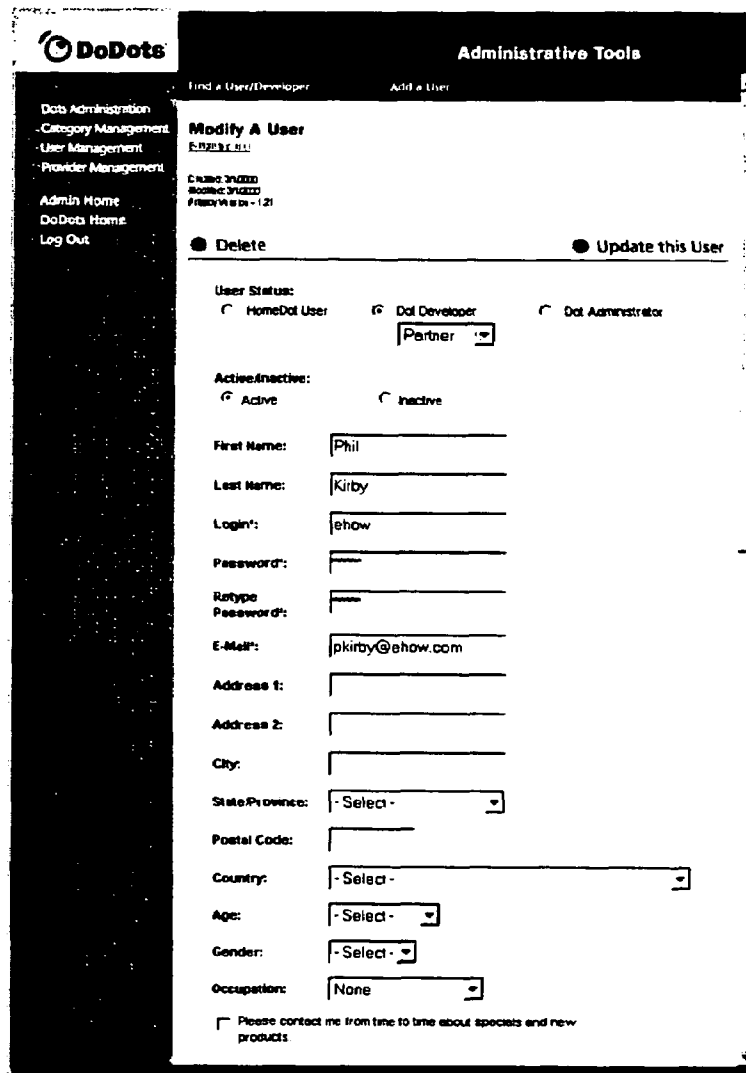 DoDots
Administrative Tools
Find a User/Developer
Add a User
Dots Administration
Category Management
User Management
Provider Management
Admin Home
DoDots Home
Log Out
Modify A User
Delete
Update this User
User Status:
HomeDot User
Dot Developer
Dot Administrator
Partner
Active/Inactive:
Active
Inactive
First Name:
Phil
Last Name:
Kirby
Login*:
ehow
Password*:
Retype
Password*:
E-Mail*:
pkirby@ehow.com
Address 1:
Address 2:
City:
State/Province:
- Select -
Postal Code:
Country:
- Select -
Age:
- Select -
Gender:
- Select -
Occupation:
None
Please contact me from time to time about specials and new
products.